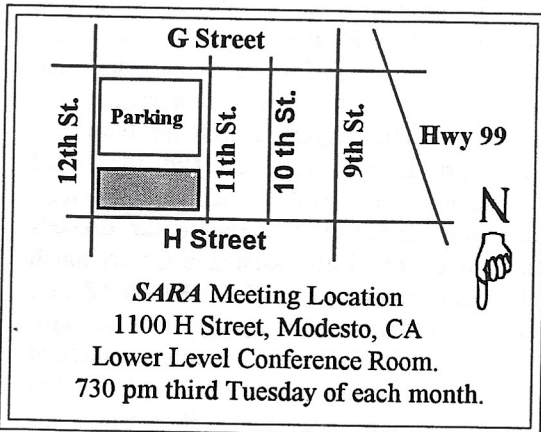 G Street
12th St.
Parking
11th St.
10 th St.
9th St.
Hwy 99
N
H Street
SARA Meeting Location
1100 H Street, Modesto, CA
Lower Level Conference Room.
730 pm third Tuesday of each month.